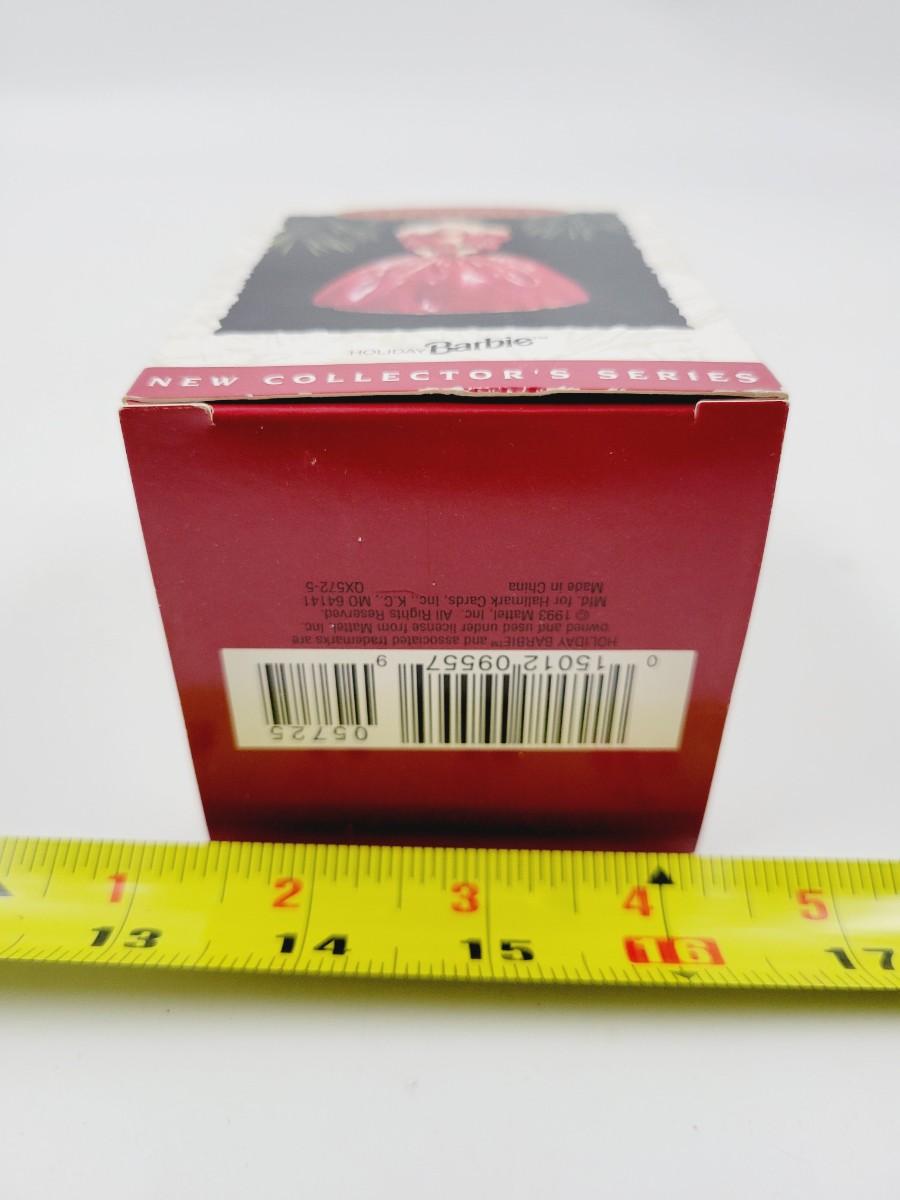 HOLIDAY Barbie™
NEW COLLECTOR'S SERIES
HOLIDAY BARBIE™ and associated trademarks are
owned and used under license from Mattel, Inc.
© 1993 Mattel, Inc. All Rights Reserved.
Mfd. for Hallmark Cards, Inc., K.C., MO 64141
Made in China QX572-5
0 15012 09557 9
05725
1 2 3 4 5
13 14 15 16 17